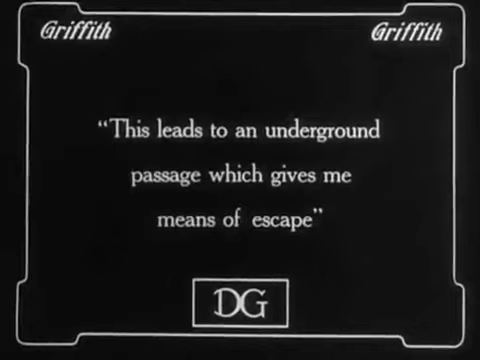 Griffith Griffith
“This leads to an underground
passage which gives me
means of escape”
DG